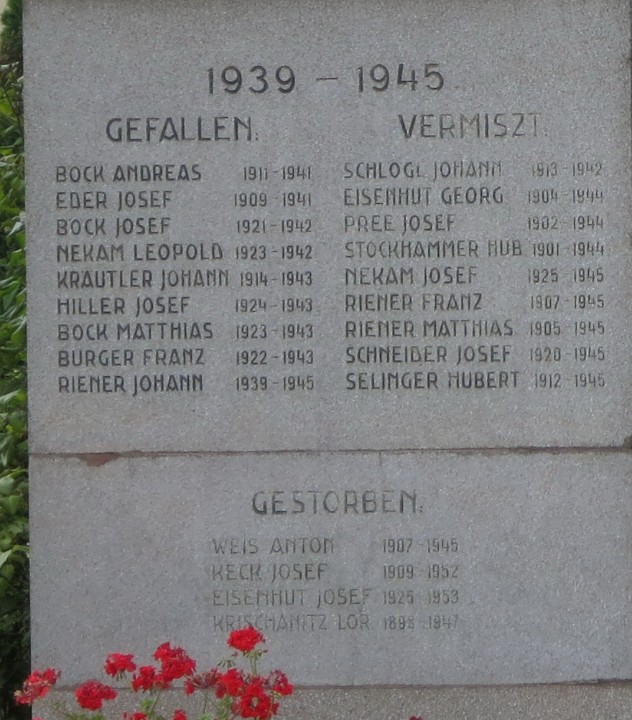 1939 – 1945
GEFALLEN.
BOCK ANDREAS 1911-1941
EDER JOSEF 1909-1941
BOCK JOSEF 1921-1942
NEKAM LEOPOLD 1923-1942
KRAUTLER JOHANN 1914-1943
HILLER JOSEF 1924-1943
BOCK MATTHIAS 1923-1943
BURGER FRANZ 1922-1943
RIENER JOHANN 1939-1945
VERMISZT.
SCHLOGL JOHANN 1913-1942
EISENHUT GEORG 1904-1944
PREE JOSEF 1902-1944
STOCKHAMMER HUB 1901-1944
NEKAM JOSEF 1925-1945
RIENER FRANZ 1907-1945
RIENER MATTHIAS 1905-1945
SCHNEIDER JOSEF 1920-1945
SELINGER HUBERT 1912-1945
GESTORBEN.
WEIS ANTON 1907-1945
KECK JOSEF 1909-1952
EISENHUT JOSEF 1925-1953
KRISCHANITZ LOR 1898-1947